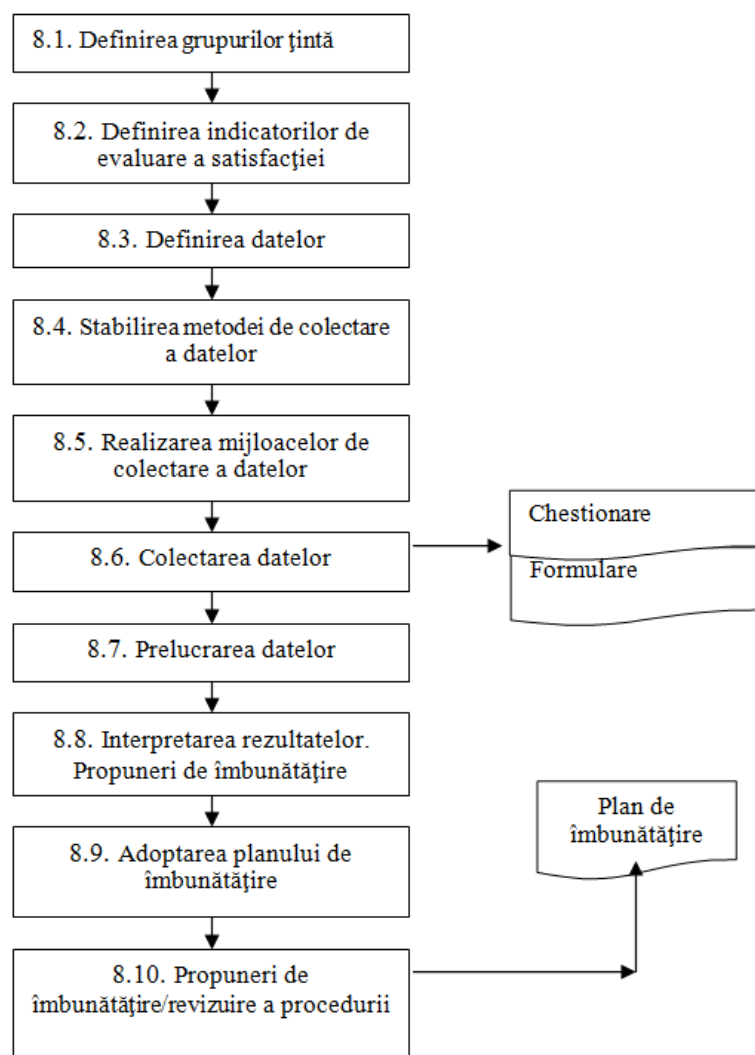 8.1. Definirea grupurilor ţintă
8.2. Definirea indicatorilor de
evaluare a satisfacţiei
8.3. Definirea datelor
8.4. Stabilirea metodei de colectare
a datelor
8.5. Realizarea mijloacelor de
colectare a datelor
8.6. Colectarea datelor
Chestionare
Formulare
8.7. Prelucrarea datelor
8.8. Interpretarea rezultatelor.
Propuneri de îmbunătăţire
8.9. Adoptarea planului de
îmbunătăţire
Plan de
îmbunătăţire
8.10. Propuneri de
îmbunătăţire/revizuire a procedurii